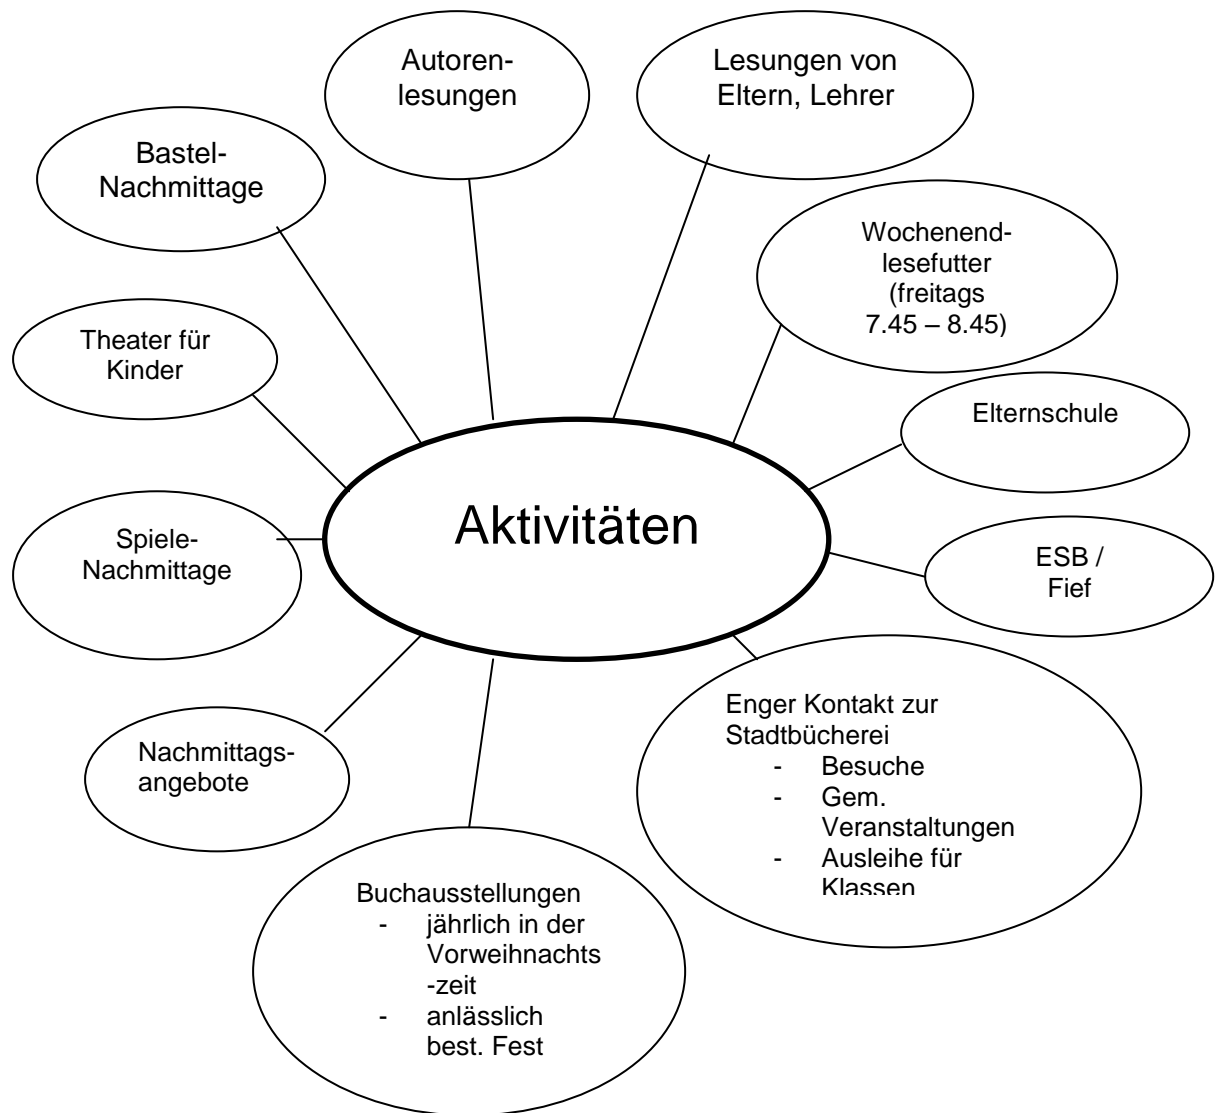 Autoren-
lesungen
Lesungen von
Eltern, Lehrer
Bastel-
Nachmittage
Wochenend-
lesefutter
(freitags
7.45 – 8.45)
Theater für
Kinder
Elternschule
Aktivitäten
Spiele-
Nachmittage
ESB /
Fief
Enger Kontakt zur
Stadtbücherei
- Besuche
- Gem.
Veranstaltungen
- Ausleihe für
Klassen
Nachmittags-
angebote
Buchausstellungen
- jährlich in der
Vorweihnachts
-zeit
- anlässlich
best. Fest